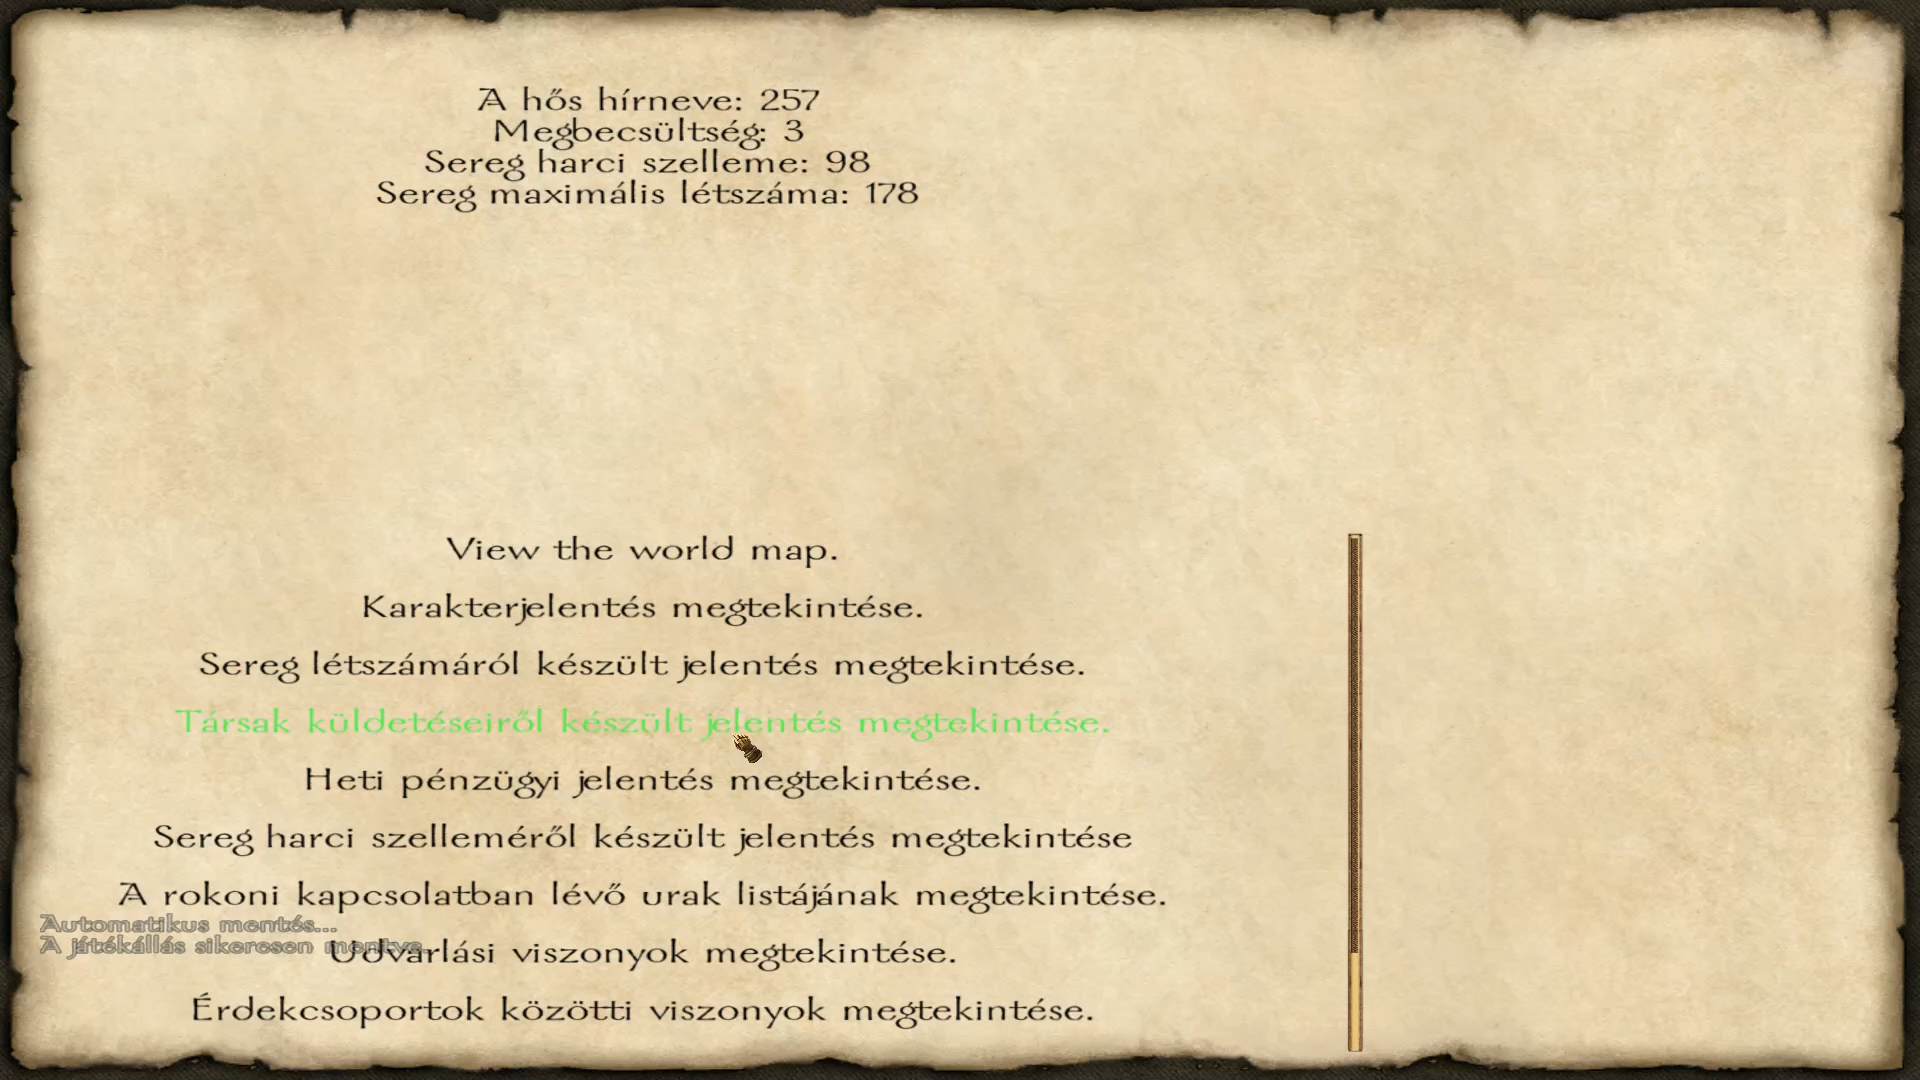 A hős hírneve: 257
Megbecsültség: 3
Sereg harci szelleme: 98
Sereg maximális létszáma: 178
View the world map.
Karakterjelentés megtekintése.
Sereg létszámáról készült jelentés megtekintése.
Társak küldetéseiről készült jelentés megtekintése.
Heti pénzügyi jelentés megtekintése.
Sereg harci szelleméről készült jelentés megtekintése
A rokoni kapcsolatban lévő urak listájának megtekintése.
Automatikus mentés...
A játékállás sikeresen mentve.
Udvarlási viszonyok megtekintése.
Érdekcsoportok közötti viszonyok megtekintése.